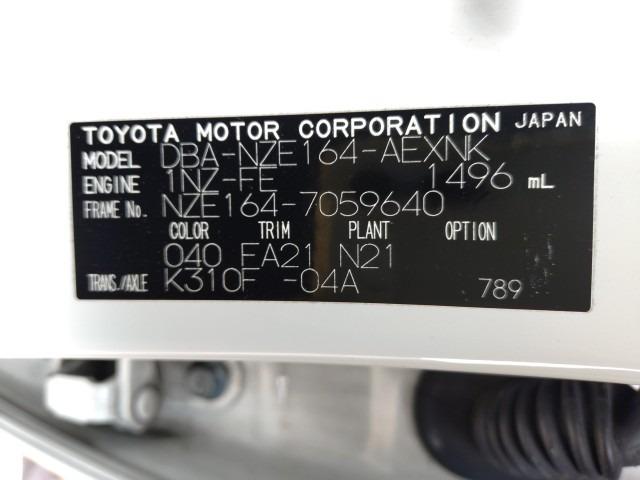 TOYOTA MOTOR CORPORATION JAPAN
MODEL DBA-NZE164-AEXNK
ENGINE 1NZ-FE 1496 mL
FRAME No. NZE164-7059640
COLOR TRIM PLANT OPTION
040 FA21 N21
TRANS./AXLE K310F -04A 789